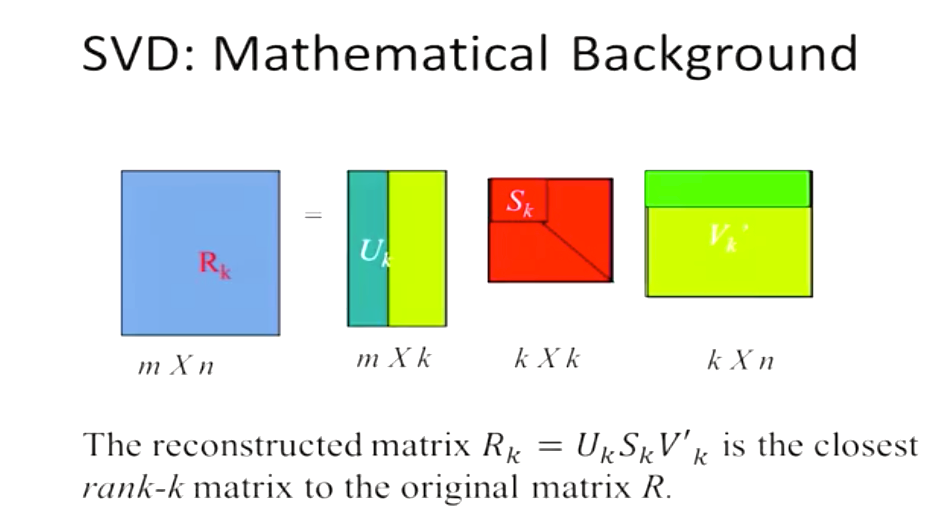 SVD: Mathematical Background
R_k
=
U_k
S_k
V_k'
m X n
m X k
k X k
k X n
The reconstructed matrix R_k = U_k S_k V'_k is the closest
rank-k matrix to the original matrix R.